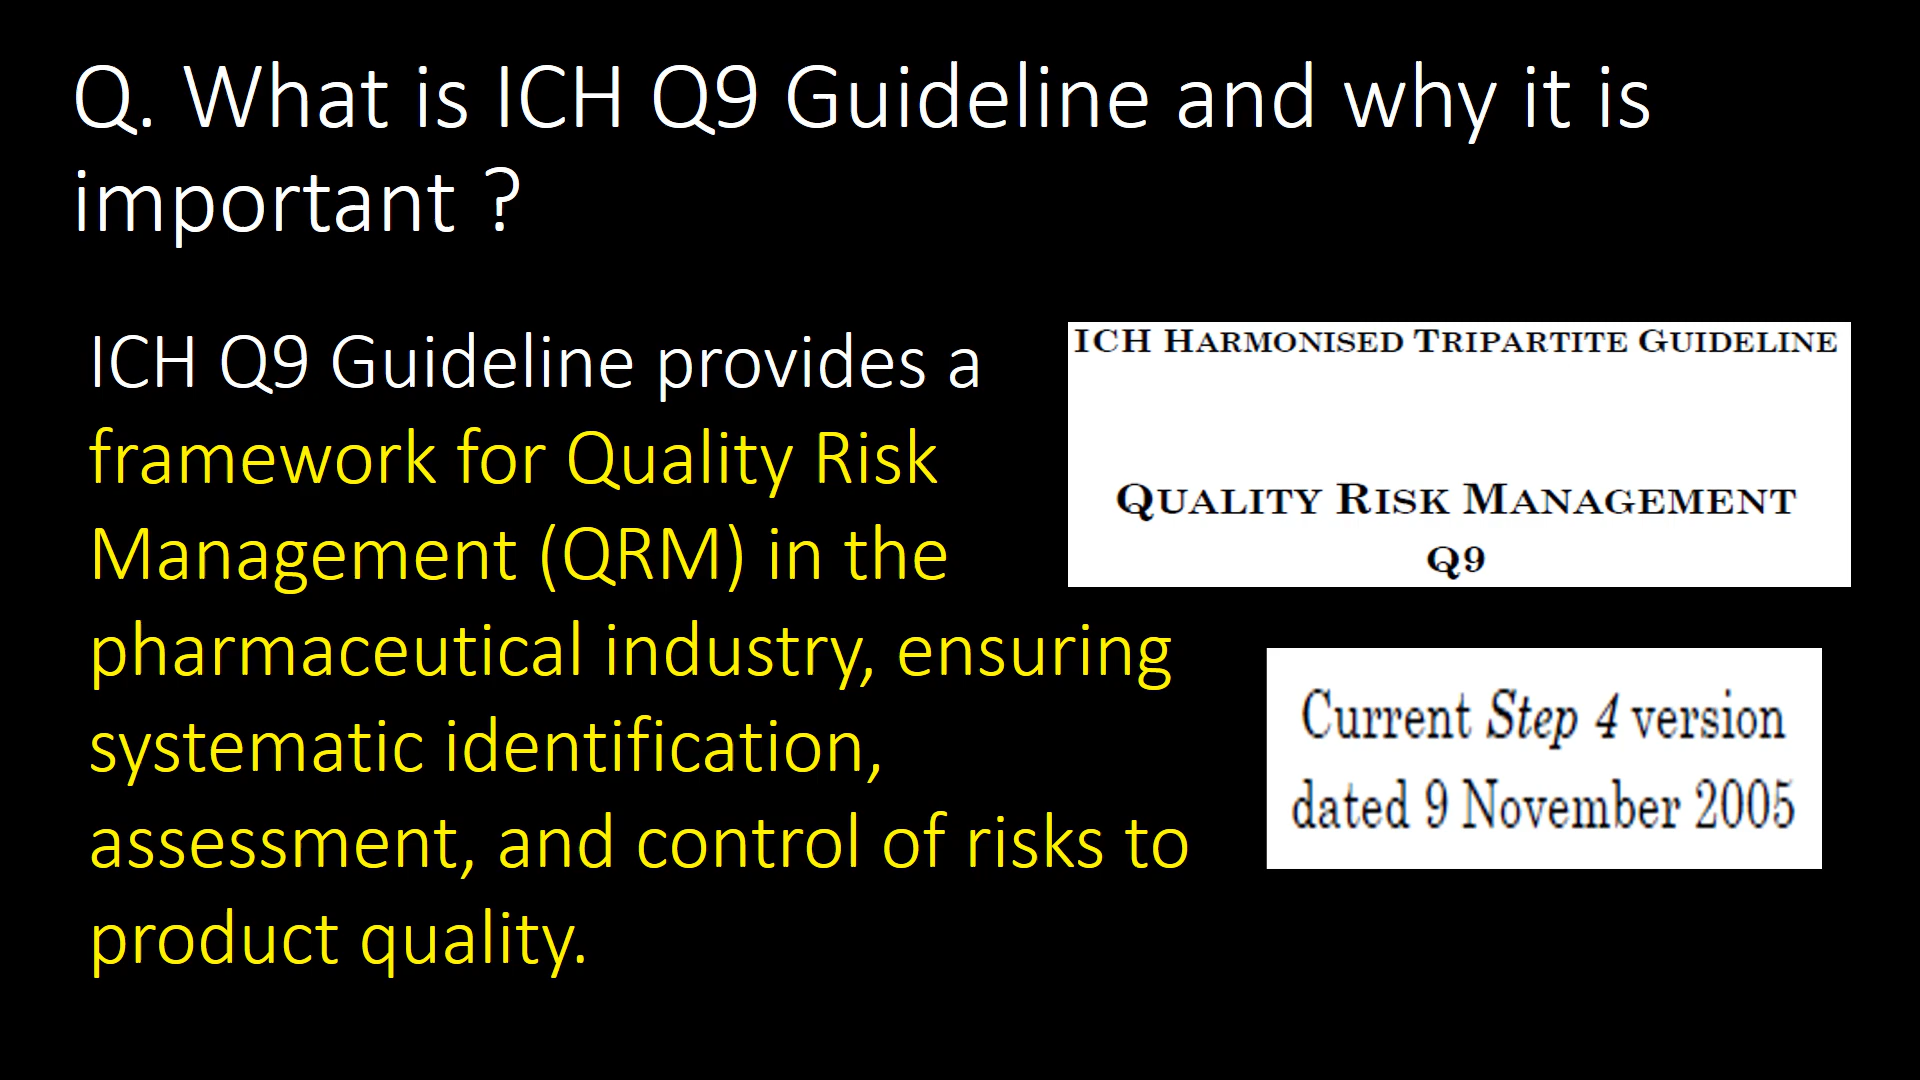 Q. What is ICH Q9 Guideline and why it is
important ?
ICH Q9 Guideline provides a
framework for Quality Risk
Management (QRM) in the
pharmaceutical industry, ensuring
systematic identification,
assessment, and control of risks to
product quality.
ICH HARMONISED TRIPARTITE GUIDELINE
QUALITY RISK MANAGEMENT
Q9
Current Step 4 version
dated 9 November 2005